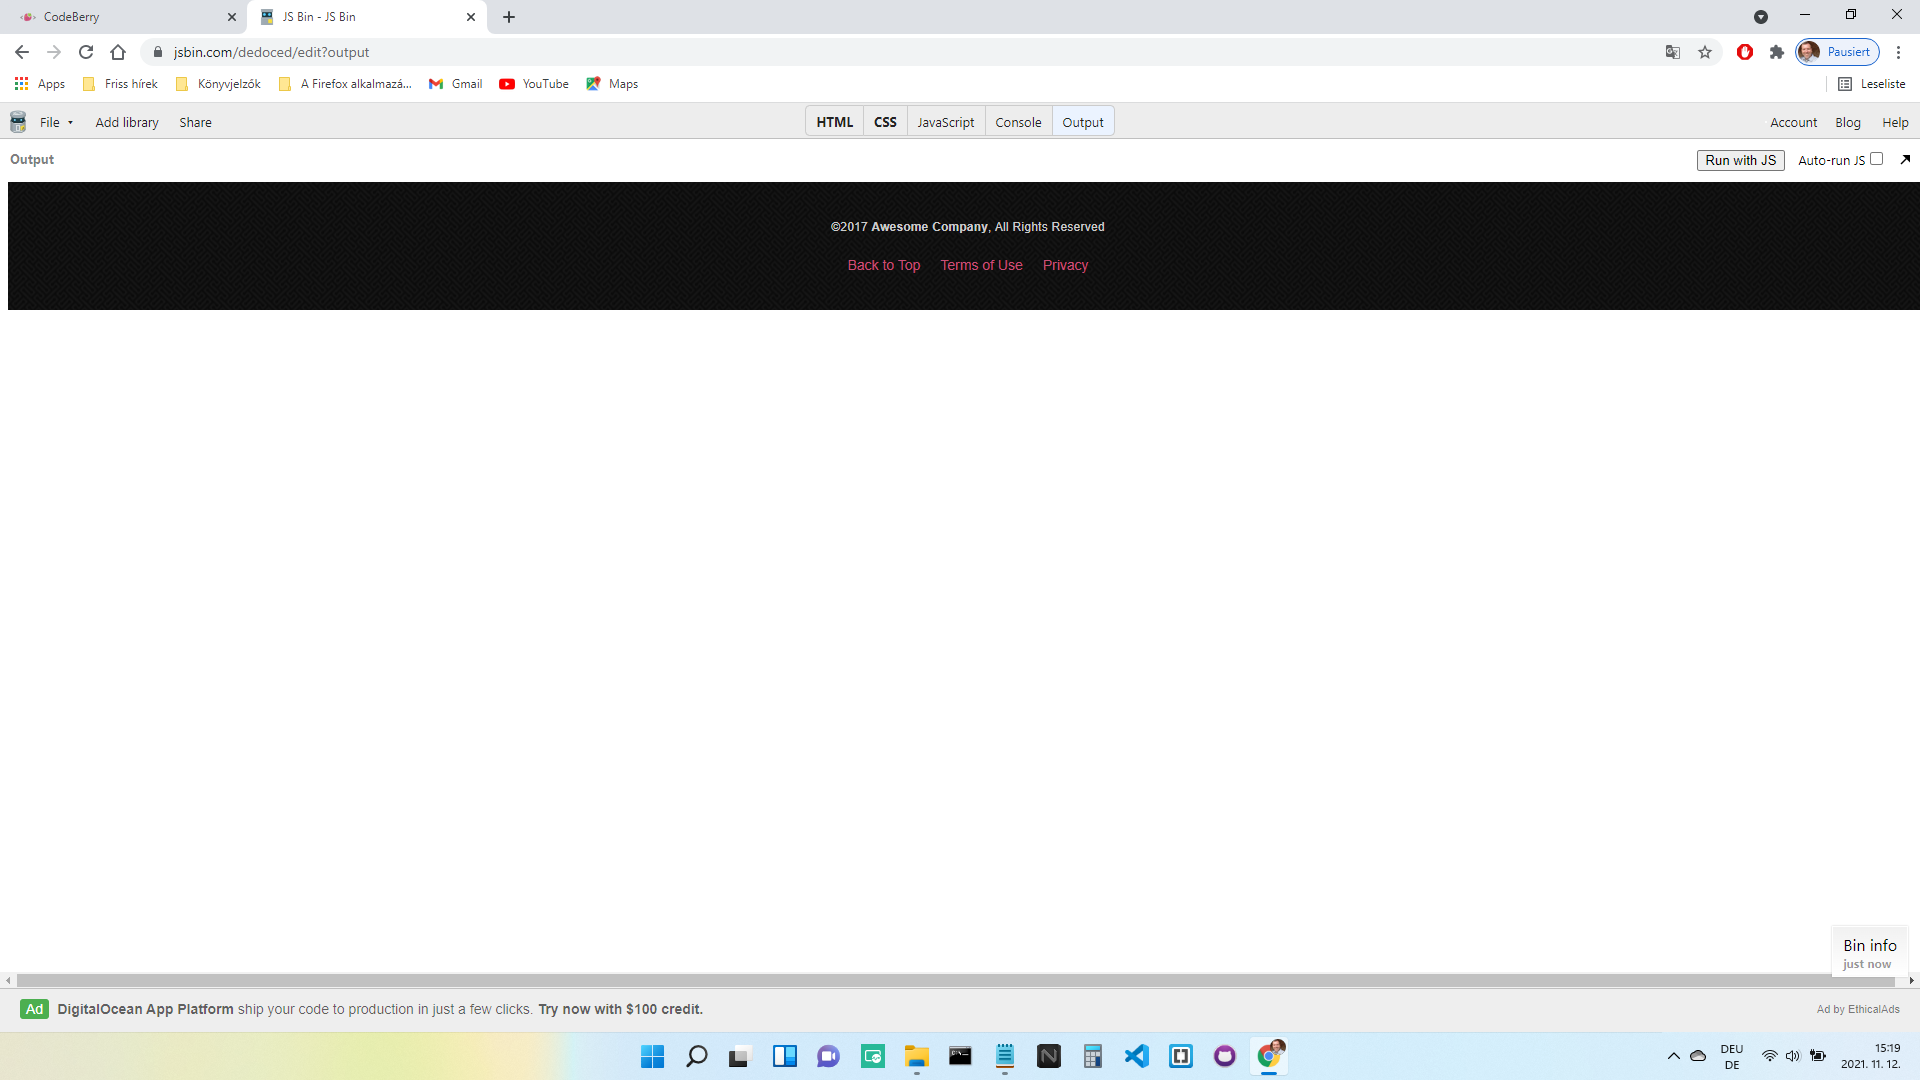 CodeBerry
JS Bin - JS Bin
jsbin.com/dedoced/edit?output
Pausiert
Apps
Friss hírek
Könyvjelzők
A Firefox alkalmazá...
Gmail
YouTube
Maps
Leseliste
File
Add library
Share
HTML
CSS
JavaScript
Console
Output
Account
Blog
Help
Output
Run with JS
Auto-run JS
©2017 Awesome Company, All Rights Reserved
Back to Top
Terms of Use
Privacy
Bin info
just now
Ad DigitalOcean App Platform ship your code to production in just a few clicks. Try now with $100 credit.
Ad by EthicalAds
DEU
DE
15:19
2021. 11. 12.